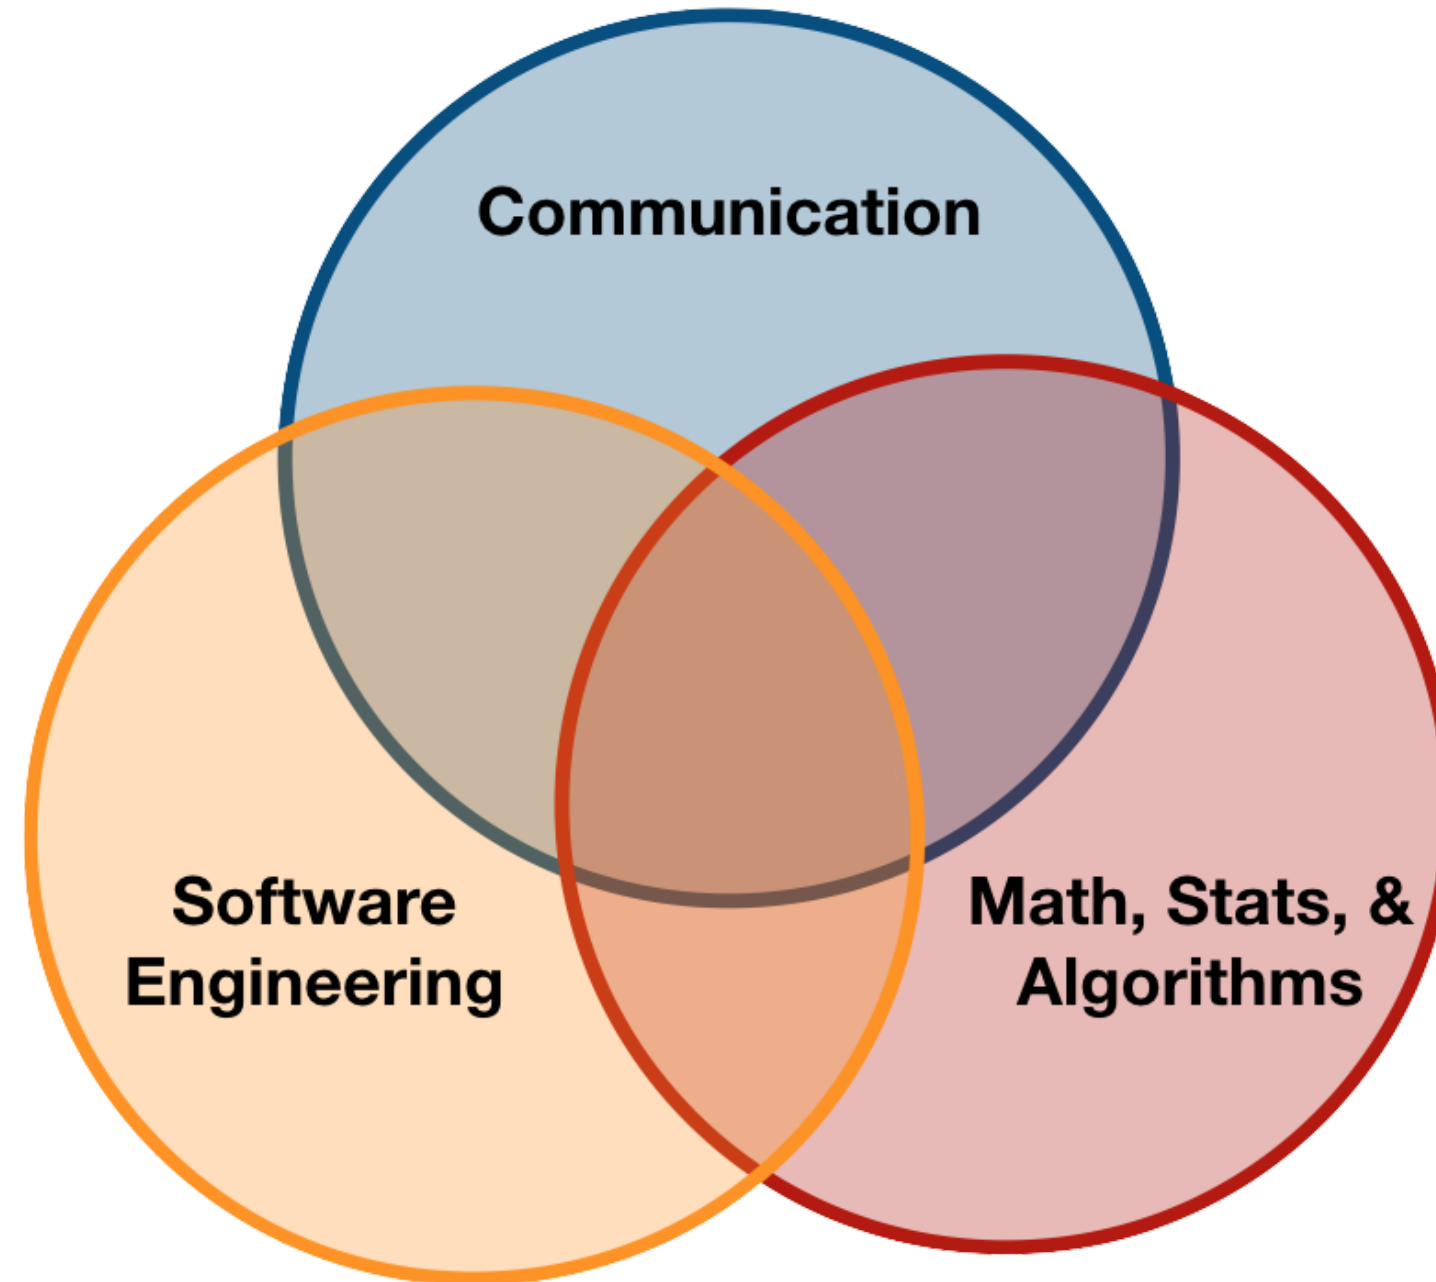 Communication
Software
Engineering
Math, Stats, &
Algorithms